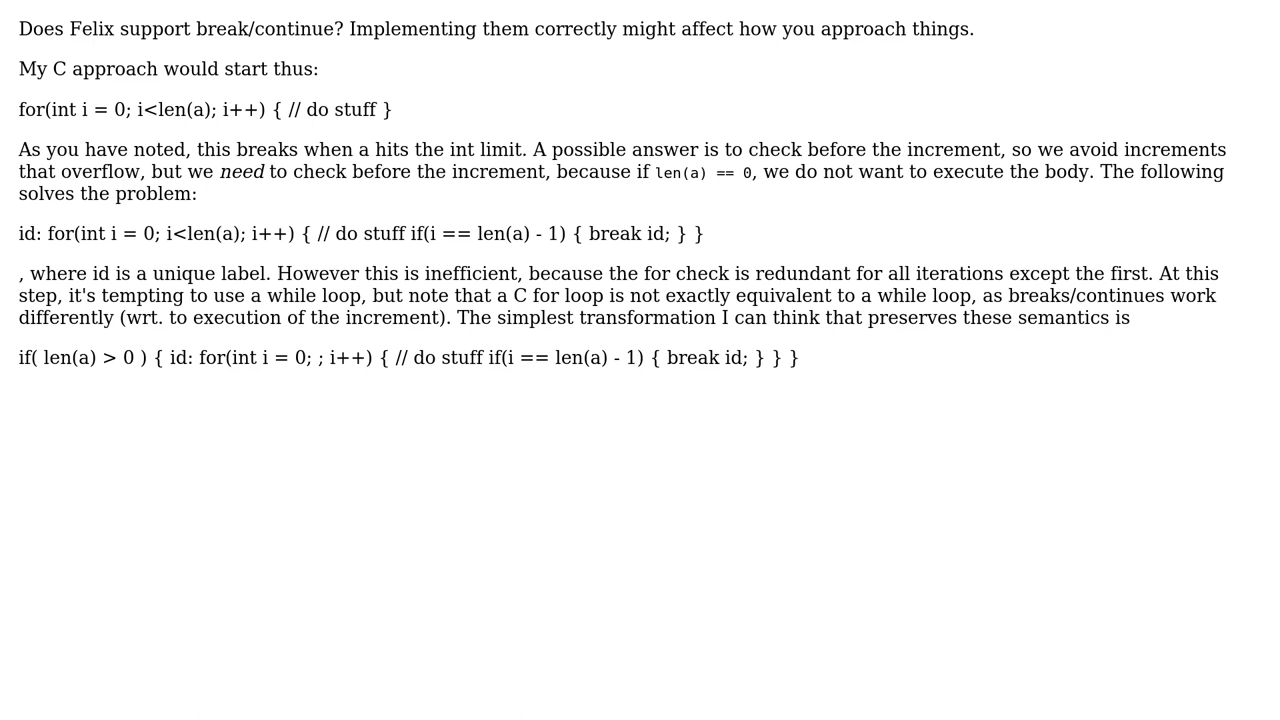 Does Felix support break/continue? Implementing them correctly might affect how you approach things.
My C approach would start thus:
for(int i = 0; i<len(a); i++) { // do stuff }
As you have noted, this breaks when a hits the int limit. A possible answer is to check before the increment, so we avoid increments
that overflow, but we need to check before the increment, because if len(a) == 0, we do not want to execute the body. The following
solves the problem:
id: for(int i = 0; i<len(a); i++) { // do stuff if(i == len(a) - 1) { break id; } }
, where id is a unique label. However this is inefficient, because the for check is redundant for all iterations except the first. At this
step, it's tempting to use a while loop, but note that a C for loop is not exactly equivalent to a while loop, as breaks/continues work
differently (wrt. to execution of the increment). The simplest transformation I can think that preserves these semantics is
if( len(a) > 0 ) { id: for(int i = 0; ; i++) { // do stuff if(i == len(a) - 1) { break id; } } }